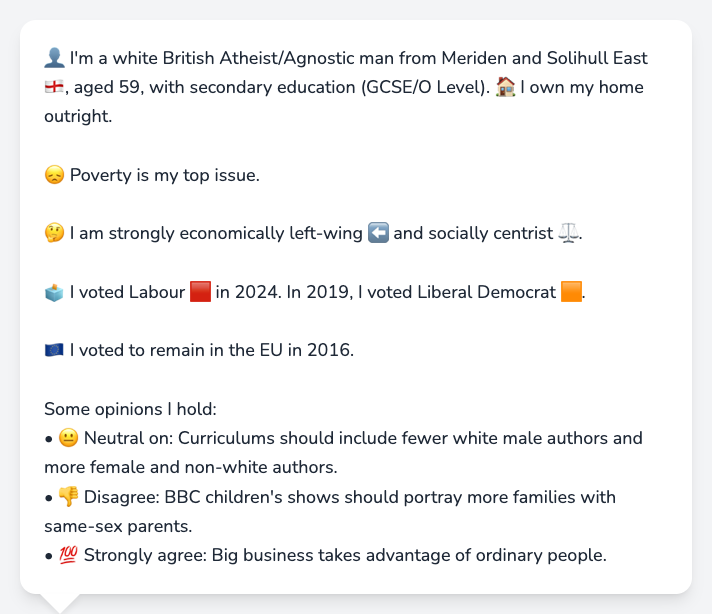 👤 I'm a white British Atheist/Agnostic man from Meriden and Solihull East
🏴󠁧󠁢󠁥󠁮󠁧󠁿, aged 59, with secondary education (GCSE/O Level). 🏠 I own my home
outright.
😞 Poverty is my top issue.
🤔 I am strongly economically left-wing ⬅️ and socially centrist ⚖️.
🗳️ I voted Labour 🟥 in 2024. In 2019, I voted Liberal Democrat 🟧.
🇪🇺 I voted to remain in the EU in 2016.
Some opinions I hold:
• 😐 Neutral on: Curriculums should include fewer white male authors and
more female and non-white authors.
• 👎 Disagree: BBC children's shows should portray more families with
same-sex parents.
• 💯 Strongly agree: Big business takes advantage of ordinary people.